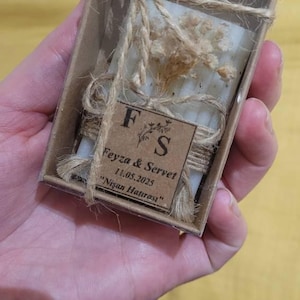 F S
Feyza & Servet
11.05.2025
"Nişan Hatırası"